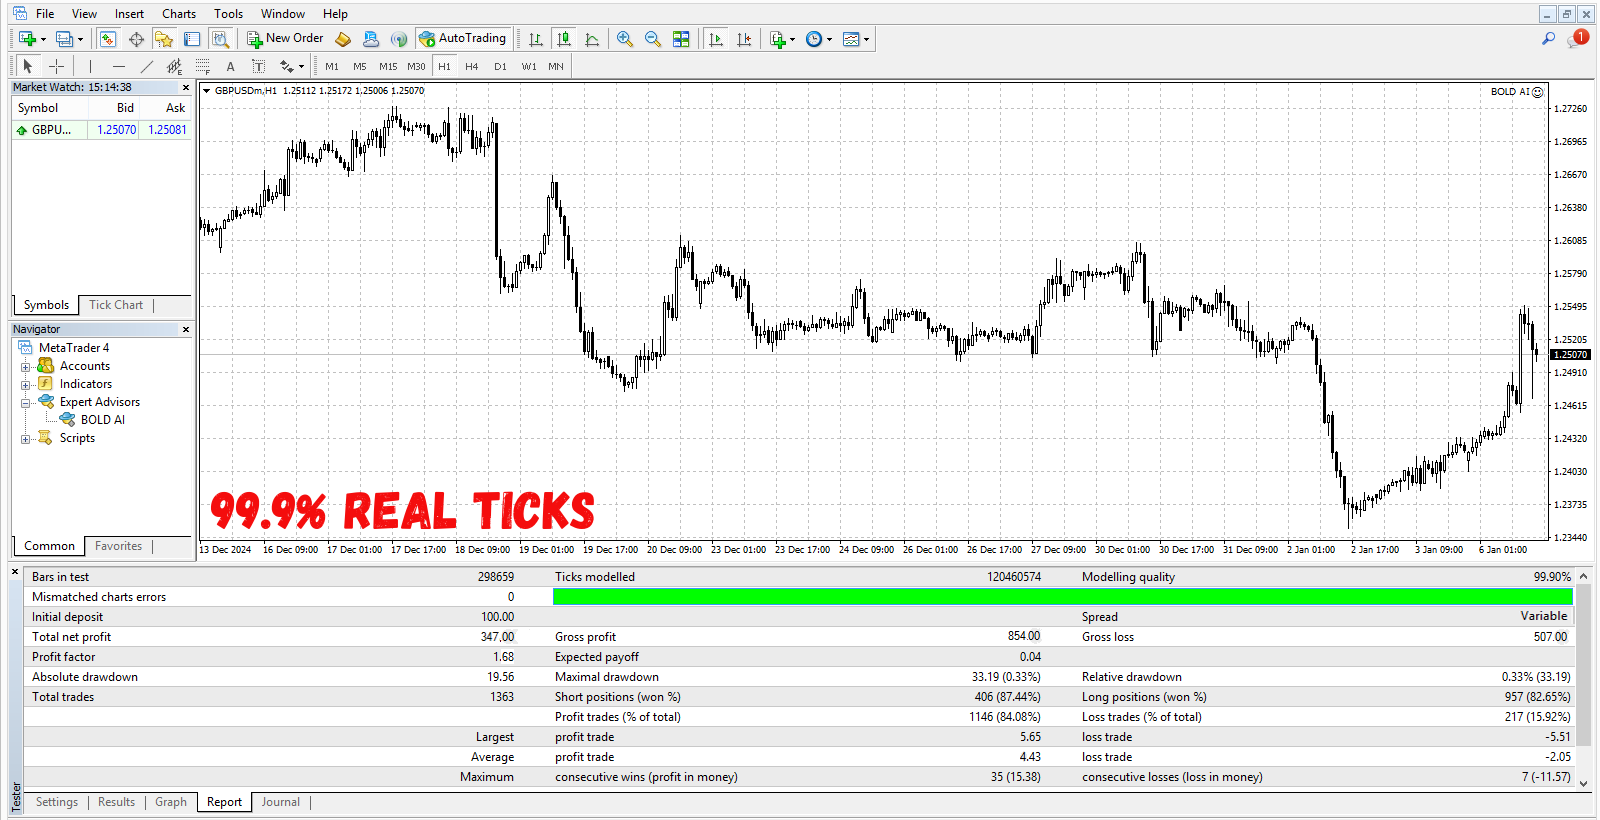 File View Insert Charts Tools Window Help
New Order AutoTrading 1
A T M1 M5 M15 M30 H1 H4 D1 W1 MN
Market Watch: 15:14:38
Symbol Bid Ask
GBPU... 1.25070 1.25081
Symbols Tick Chart
Navigator
MetaTrader 4
Accounts
Indicators
Expert Advisors
BOLD AI
Scripts
Common Favorites
GBPUSDm,H1 1.25112 1.25172 1.25006 1.25070
BOLD AI
1.27260
1.26965
1.26670
1.26380
1.26085
1.25790
1.25495
1.25205
1.25070
1.24910
1.24615
1.24320
1.24030
1.23735
1.23440
99.9% REAL TICKS
13 Dec 2024 16 Dec 09:00 17 Dec 01:00 17 Dec 17:00 18 Dec 09:00 19 Dec 01:00 19 Dec 17:00 20 Dec 09:00 23 Dec 01:00 23 Dec 17:00 24 Dec 09:00 26 Dec 01:00 26 Dec 17:00 27 Dec 09:00 30 Dec 01:00 30 Dec 17:00 31 Dec 09:00 2 Jan 01:00 2 Jan 17:00 3 Jan 09:00 6 Jan 01:00
Bars in test 298659 Ticks modelled 120460574 Modelling quality 99.90%
Mismatched charts errors 0
Initial deposit 100.00 Spread Variable
Total net profit 347,00 Gross profit 854.00 Gross loss 507.00
Profit factor 1.68 Expected payoff 0.04
Absolute drawdown 19.56 Maximal drawdown 33.19 (0.33%) Relative drawdown 0.33% (33.19)
Total trades 1363 Short positions (won %) 406 (87.44%) Long positions (won %) 957 (82.65%)
Profit trades (% of total) 1146 (84.08%) Loss trades (% of total) 217 (15.92%)
Largest profit trade 5.65 loss trade -5.51
Average profit trade 4.43 loss trade -2.05
Maximum consecutive wins (profit in money) 35 (15.38) consecutive losses (loss in money) 7 (-11.57)
Tester
Settings Results Graph Report Journal